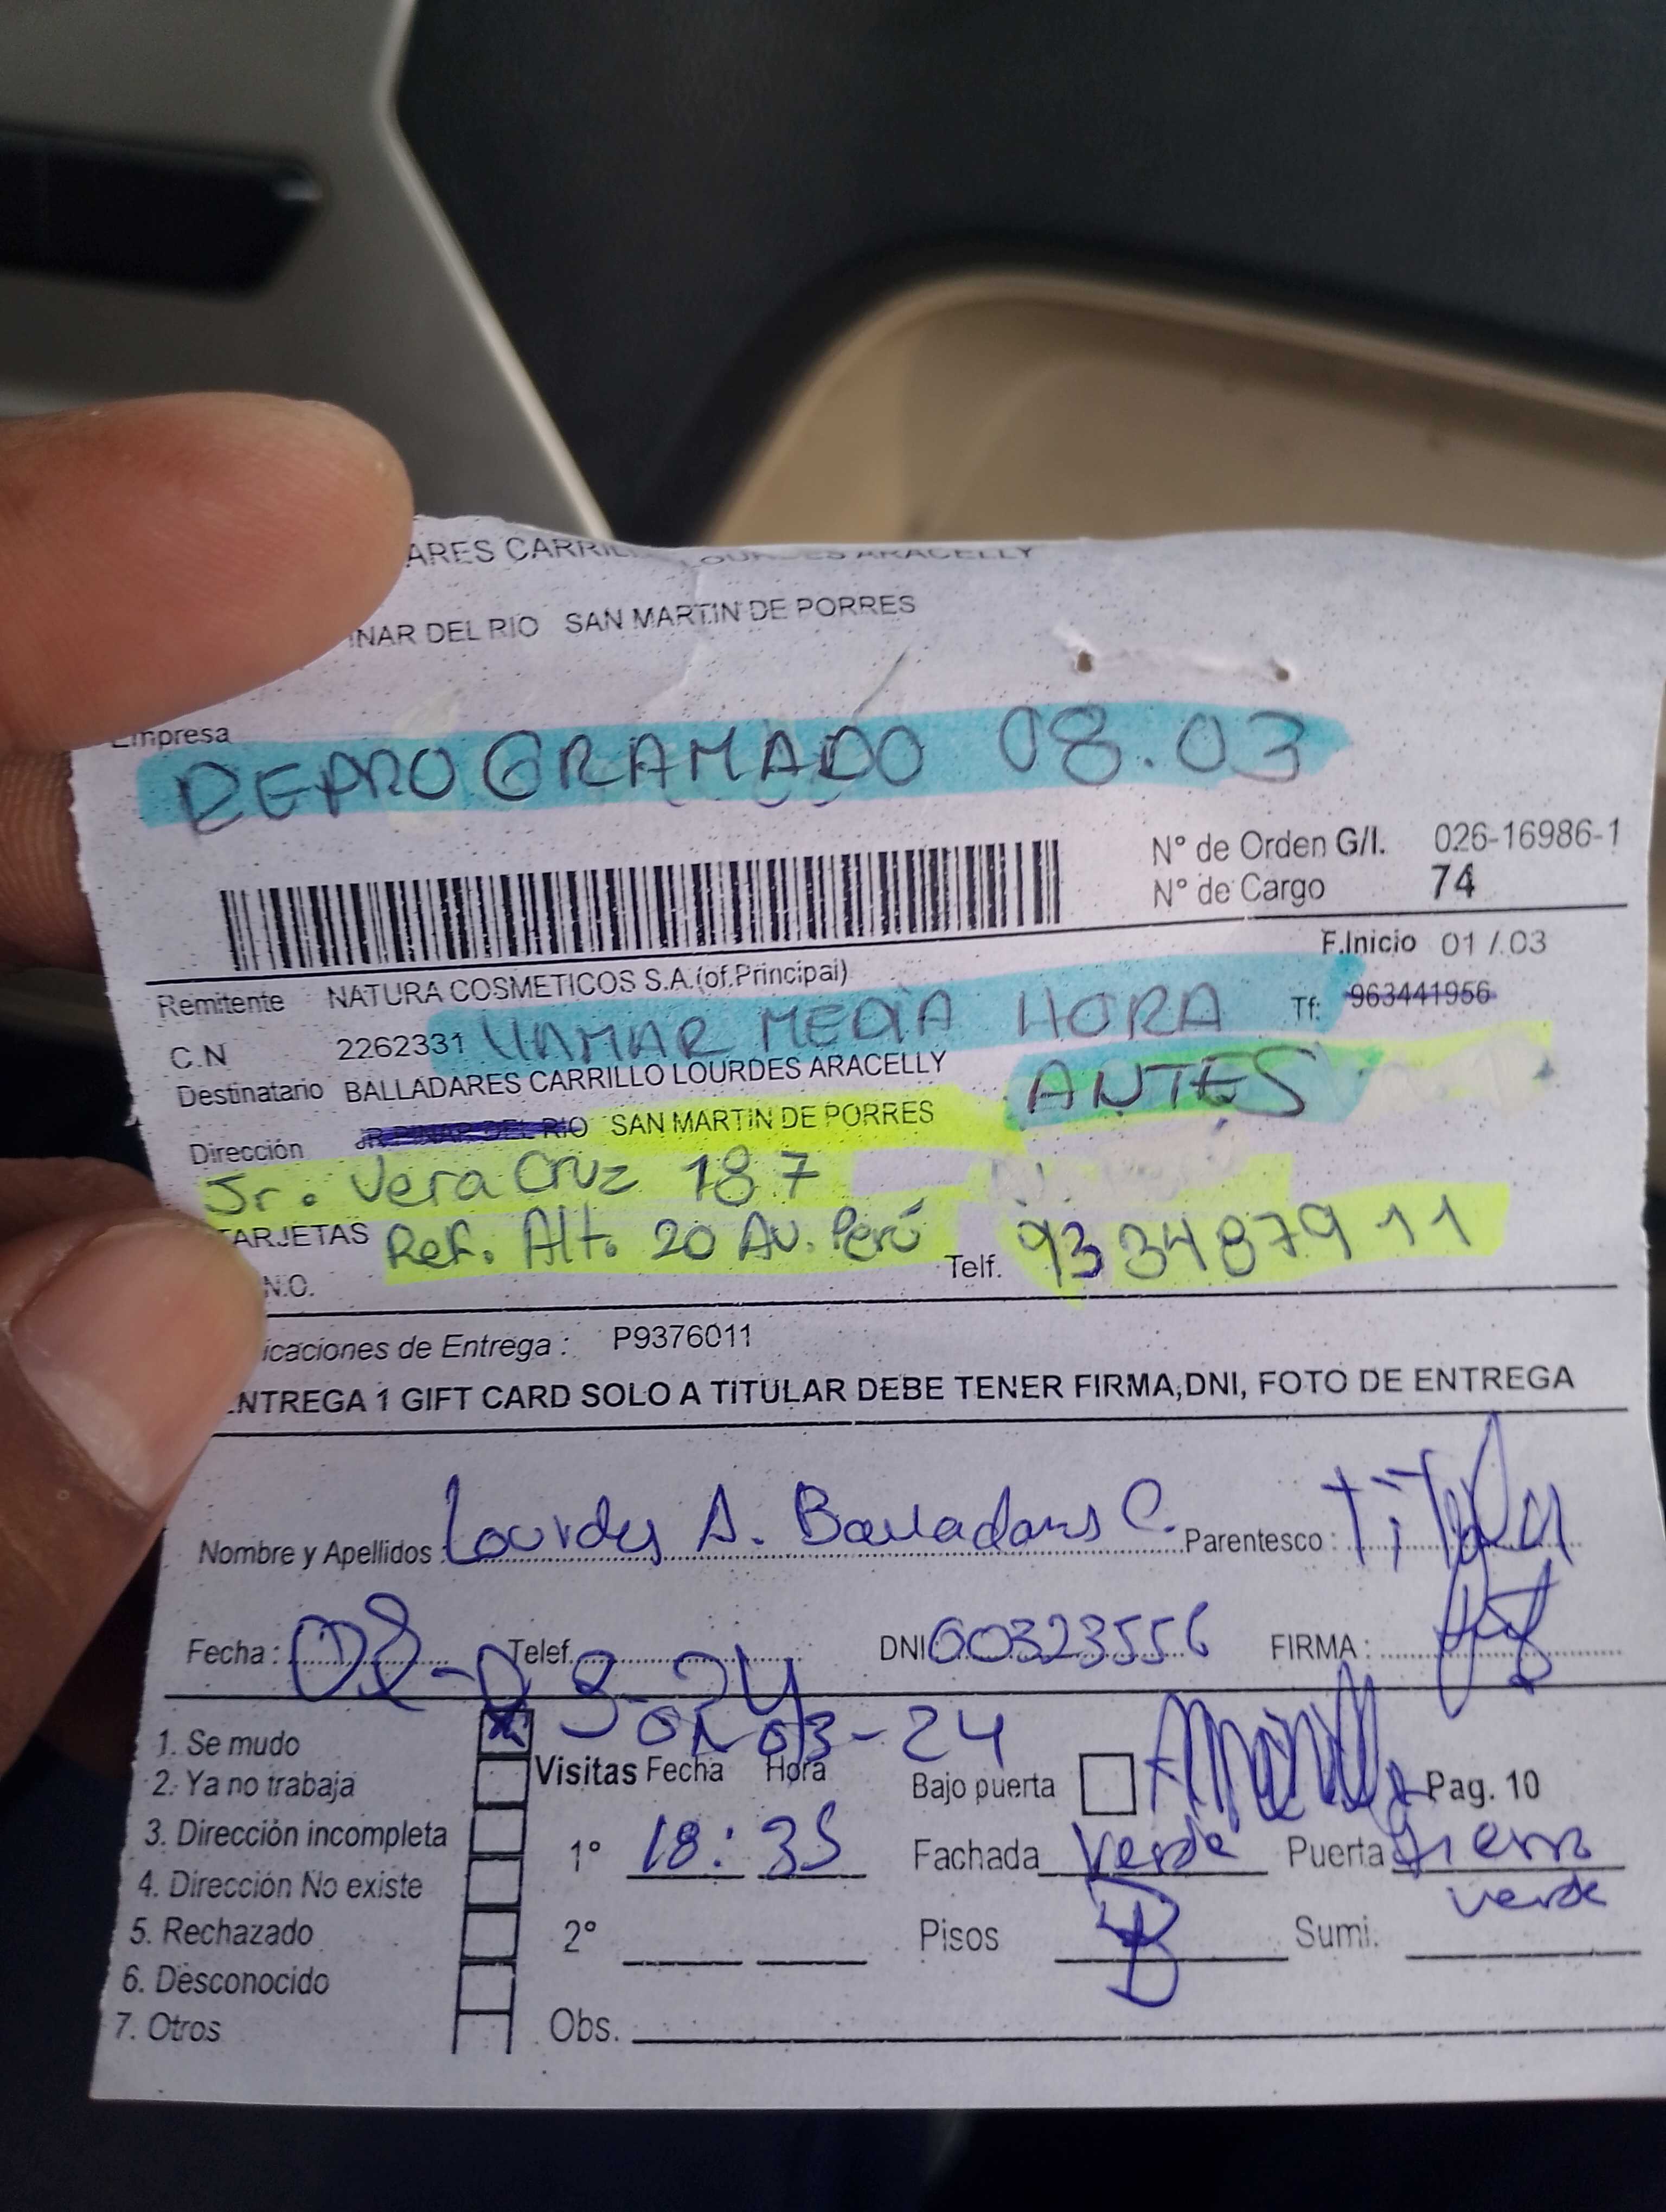 ARES CARRILLO LOURDES ARACELLY
INAR DEL RIO SAN MARTIN DE PORRES
Empresa
REPROGRAMADO 08.03
N° de Orden G/I. 026-16986-1
N° de Cargo 74
F.Inicio 01 /.03
Remitente NATURA COSMETICOS S.A.(of.Principal)
Tf: 963441956
C.N 2262331 LLAMAR MEDIA HORA
Destinatario BALLADARES CARRILLO LOURDES ARACELLY ANTES
Dirección JR PINAR DEL RIO SAN MARTIN DE PORRES
Jr. Vera Cruz 187
TARJETAS Ref. Alt. 20 Av. Perú
Telf. 933487911
N.O.
icaciones de Entrega : P9376011
ENTREGA 1 GIFT CARD SOLO A TITULAR DEBE TENER FIRMA,DNI, FOTO DE ENTREGA
Nombre y Apellidos : Lourdes A. Balladares C. Parentesco : Titular
Fecha : 08-03-24 Telef. DNI 00323556 FIRMA :
03-24
1. Se mudo
Visitas Fecha Hora Bajo puerta Pag. 10
2. Ya no trabaja
3. Dirección incompleta 1° 18:35 Fachada verde Puerta fierro
verde
4. Dirección No existe
5. Rechazado 2° Pisos Sumi.
6. Desconocido
7. Otros Obs.